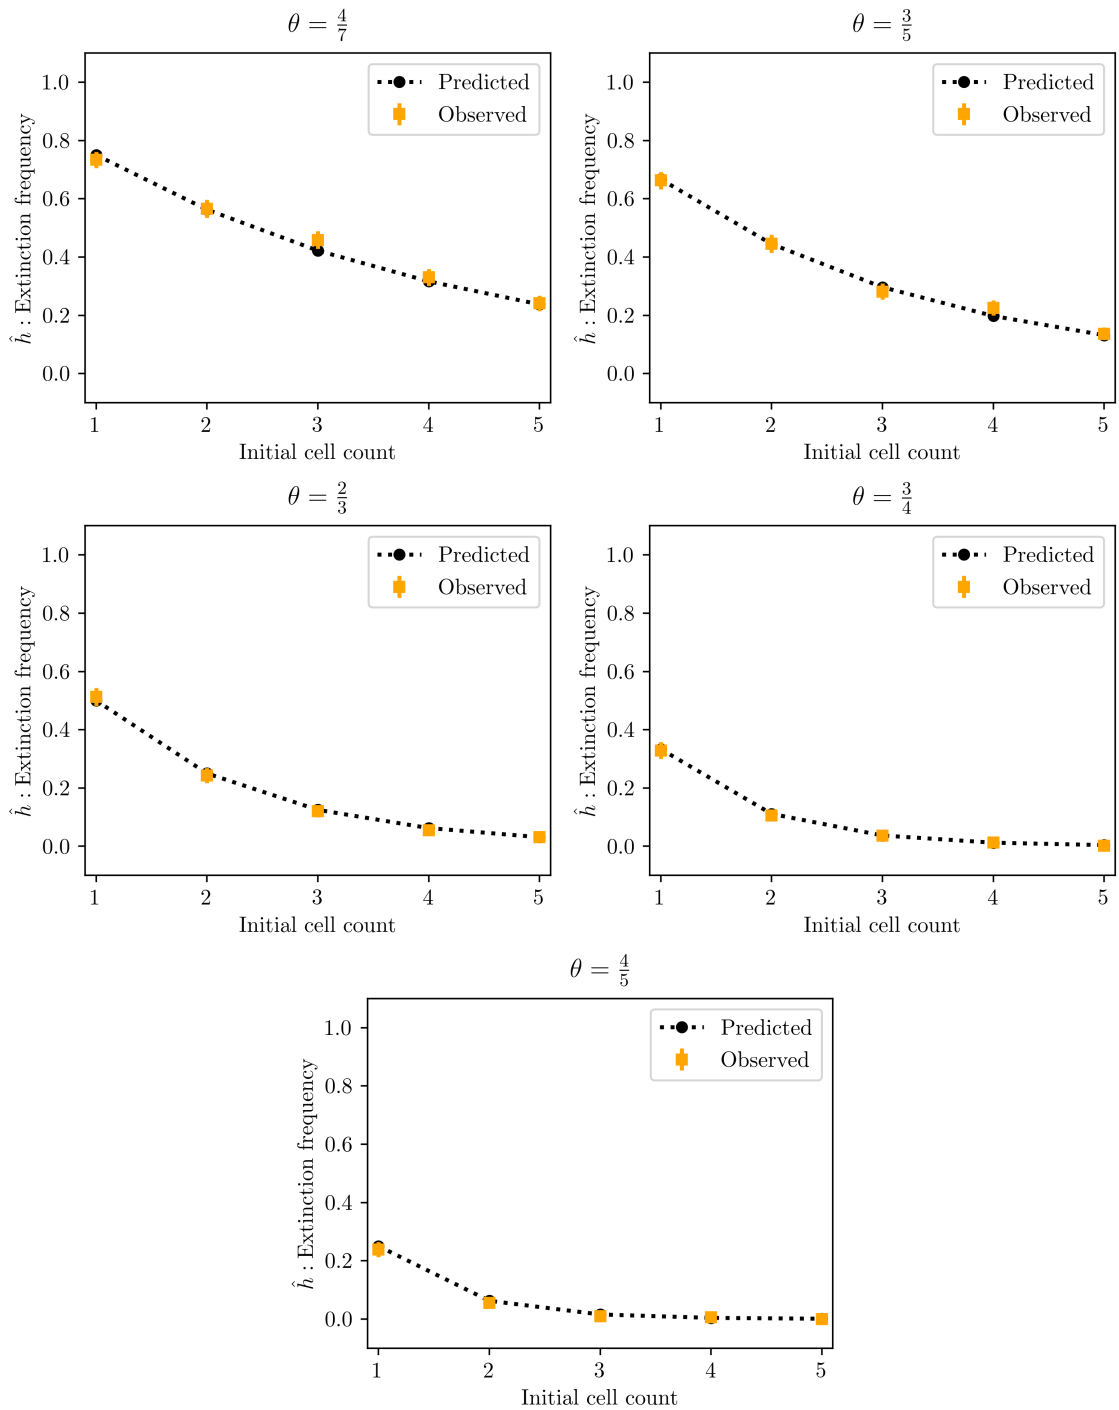 θ = 4/7
1.0
0.8
0.6
0.4
0.2
0.0
ĥ : Extinction frequency
Predicted
Observed
1 2 3 4 5
Initial cell count
θ = 3/5
1.0
0.8
0.6
0.4
0.2
0.0
ĥ : Extinction frequency
Predicted
Observed
1 2 3 4 5
Initial cell count
θ = 2/3
1.0
0.8
0.6
0.4
0.2
0.0
ĥ : Extinction frequency
Predicted
Observed
1 2 3 4 5
Initial cell count
θ = 3/4
1.0
0.8
0.6
0.4
0.2
0.0
ĥ : Extinction frequency
Predicted
Observed
1 2 3 4 5
Initial cell count
θ = 4/5
1.0
0.8
0.6
0.4
0.2
0.0
ĥ : Extinction frequency
Predicted
Observed
1 2 3 4 5
Initial cell count